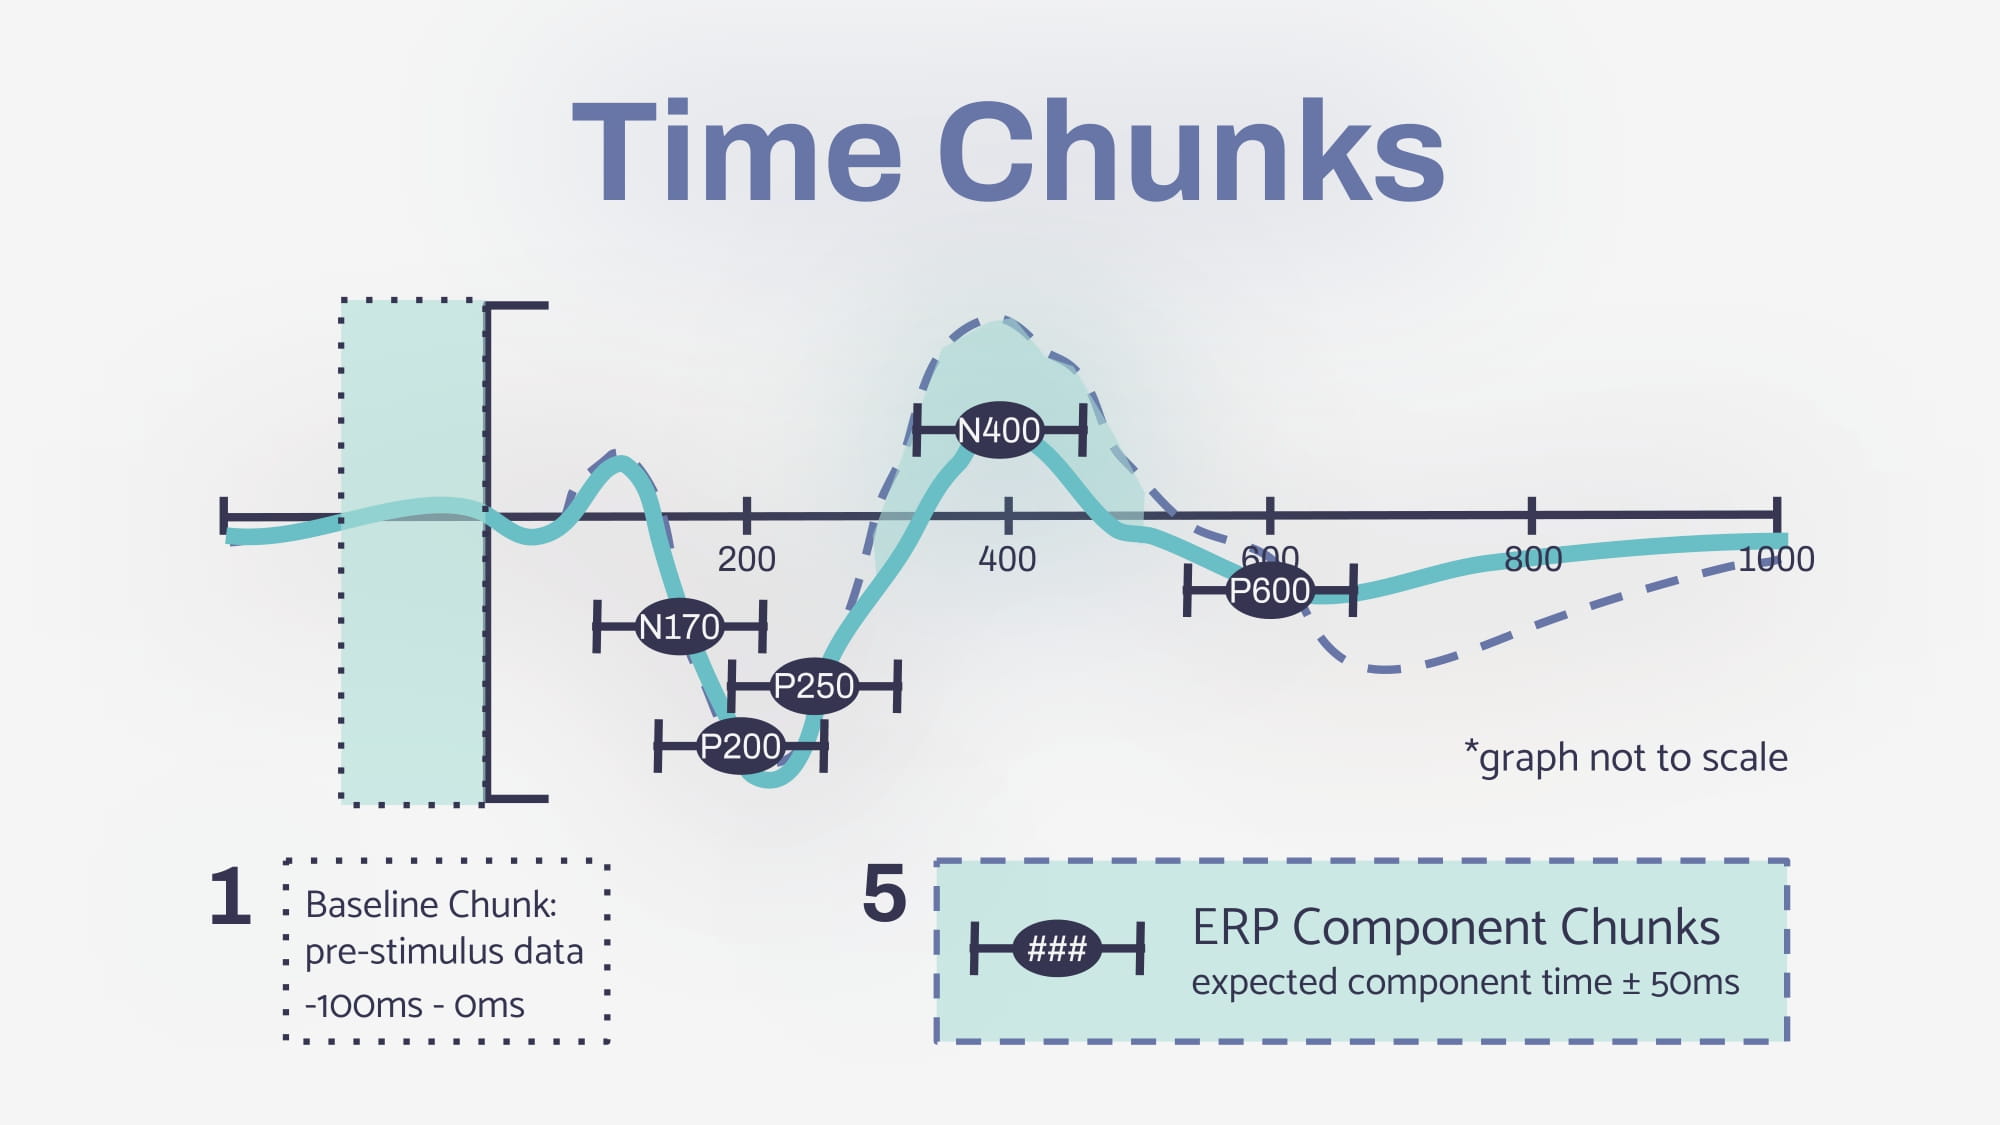 Time Chunks
N400
200
400
600
800
1000
P600
N170
P250
P200
*graph not to scale
1
Baseline Chunk:
pre-stimulus data
-100ms - 0ms
5
###
ERP Component Chunks
expected component time ± 50ms